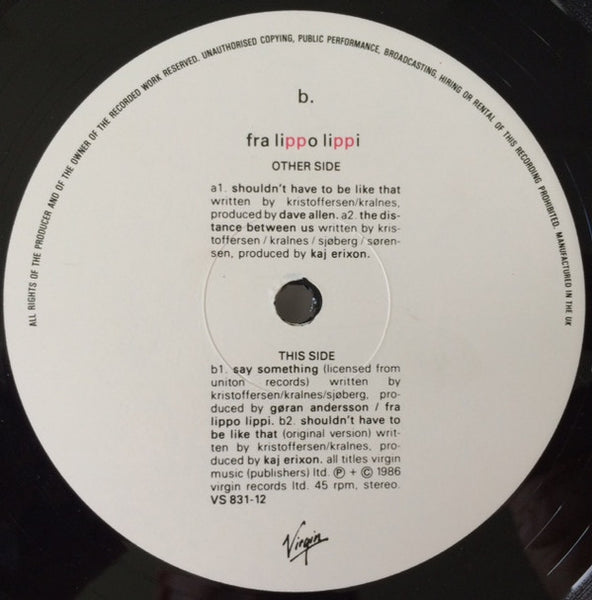 ALL RIGHTS OF THE PRODUCER AND OF THE OWNER OF THE RECORDED WORK RESERVED. UNAUTHORISED COPYING, PUBLIC PERFORMANCE, BROADCASTING, HIRING OR RENTAL OF THIS RECORDING PROHIBITED. MANUFACTURED IN THE UK
b.
fra lippo lippi
OTHER SIDE
a1. shouldn't have to be like that
written by kristoffersen/kralnes,
produced by dave allen. a2. the dis-
tance between us written by kris-
toffersen / kralnes / sjøberg / søren-
sen, produced by kaj erixon.
THIS SIDE
b1. say something (licensed from
uniton records) written by
kristoffersen/kralnes/sjøberg, pro-
duced by gøran andersson / fra
lippo lippi. b2. shouldn't have to
be like that (original version) writ-
ten by kristoffersen/kralnes, pro-
duced by kaj erixon. all titles virgin
music (publishers) ltd. ℗ + © 1986
virgin records ltd. 45 rpm, stereo.
VS 831-12
Virgin